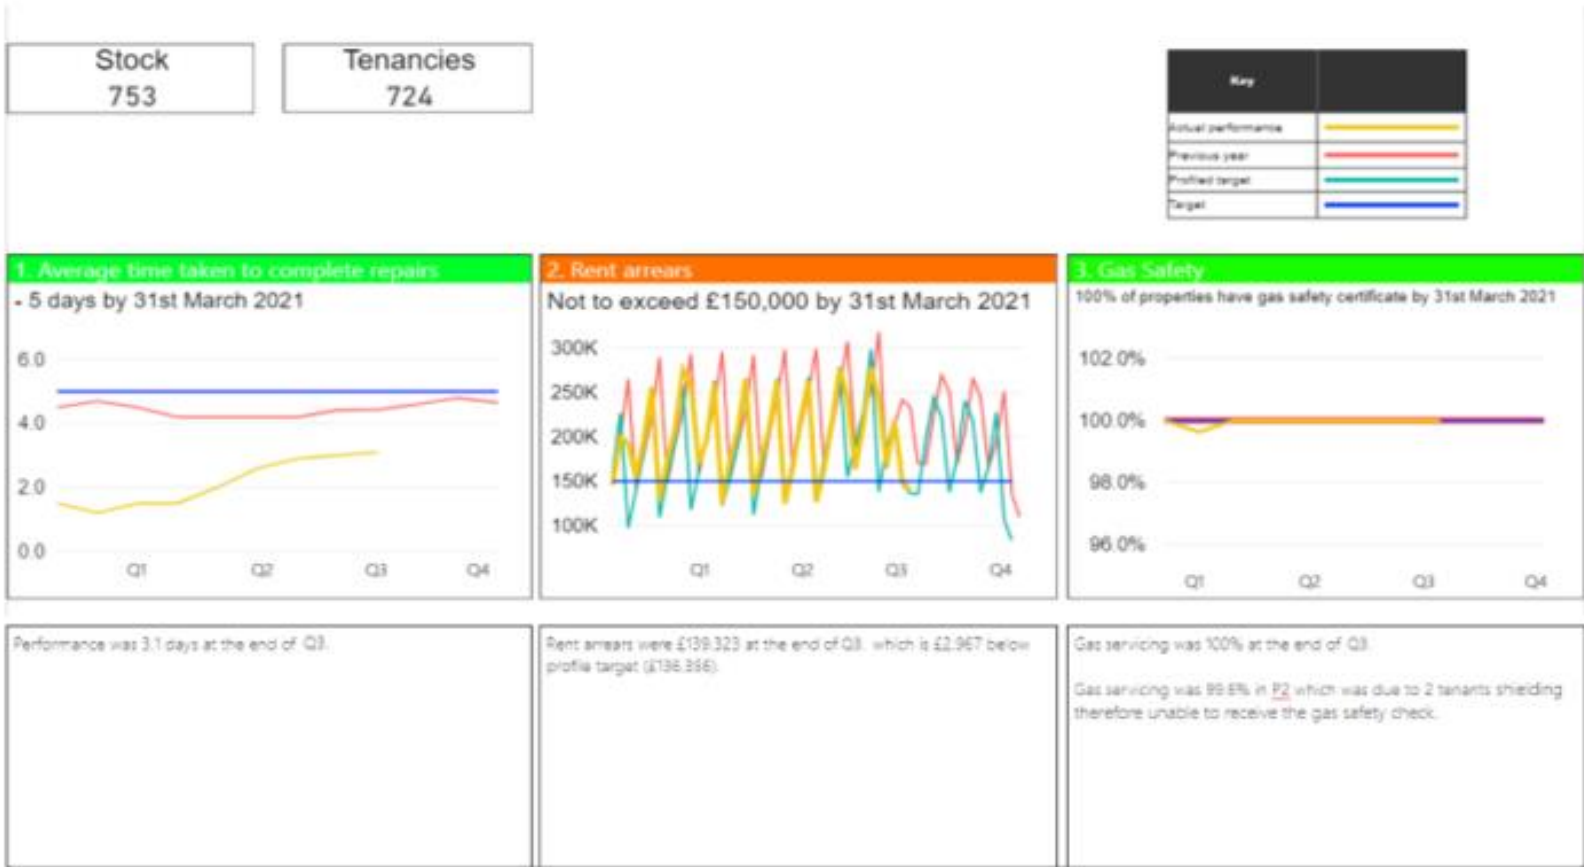 Stock
753
Tenancies
724
Key
Actual performance
Previous year
Profiled target
Target
1. Average time taken to complete repairs
- 5 days by 31st March 2021
6.0
4.0
2.0
0.0
Q1 Q2 Q3 Q4
Performance was 3.1 days at the end of Q3.
2. Rent arrears
Not to exceed £150,000 by 31st March 2021
300K
250K
200K
150K
100K
Q1 Q2 Q3 Q4
Rent arrears were £139,323 at the end of Q3. which is £2,967 below
profile target (£136,356).
3. Gas Safety
100% of properties have gas safety certificate by 31st March 2021
102.0%
100.0%
98.0%
96.0%
Q1 Q2 Q3 Q4
Gas servicing was 100% at the end of Q3.
Gas servicing was 99.6% in P2 which was due to 2 tenants shielding
therefore unable to receive the gas safety check.